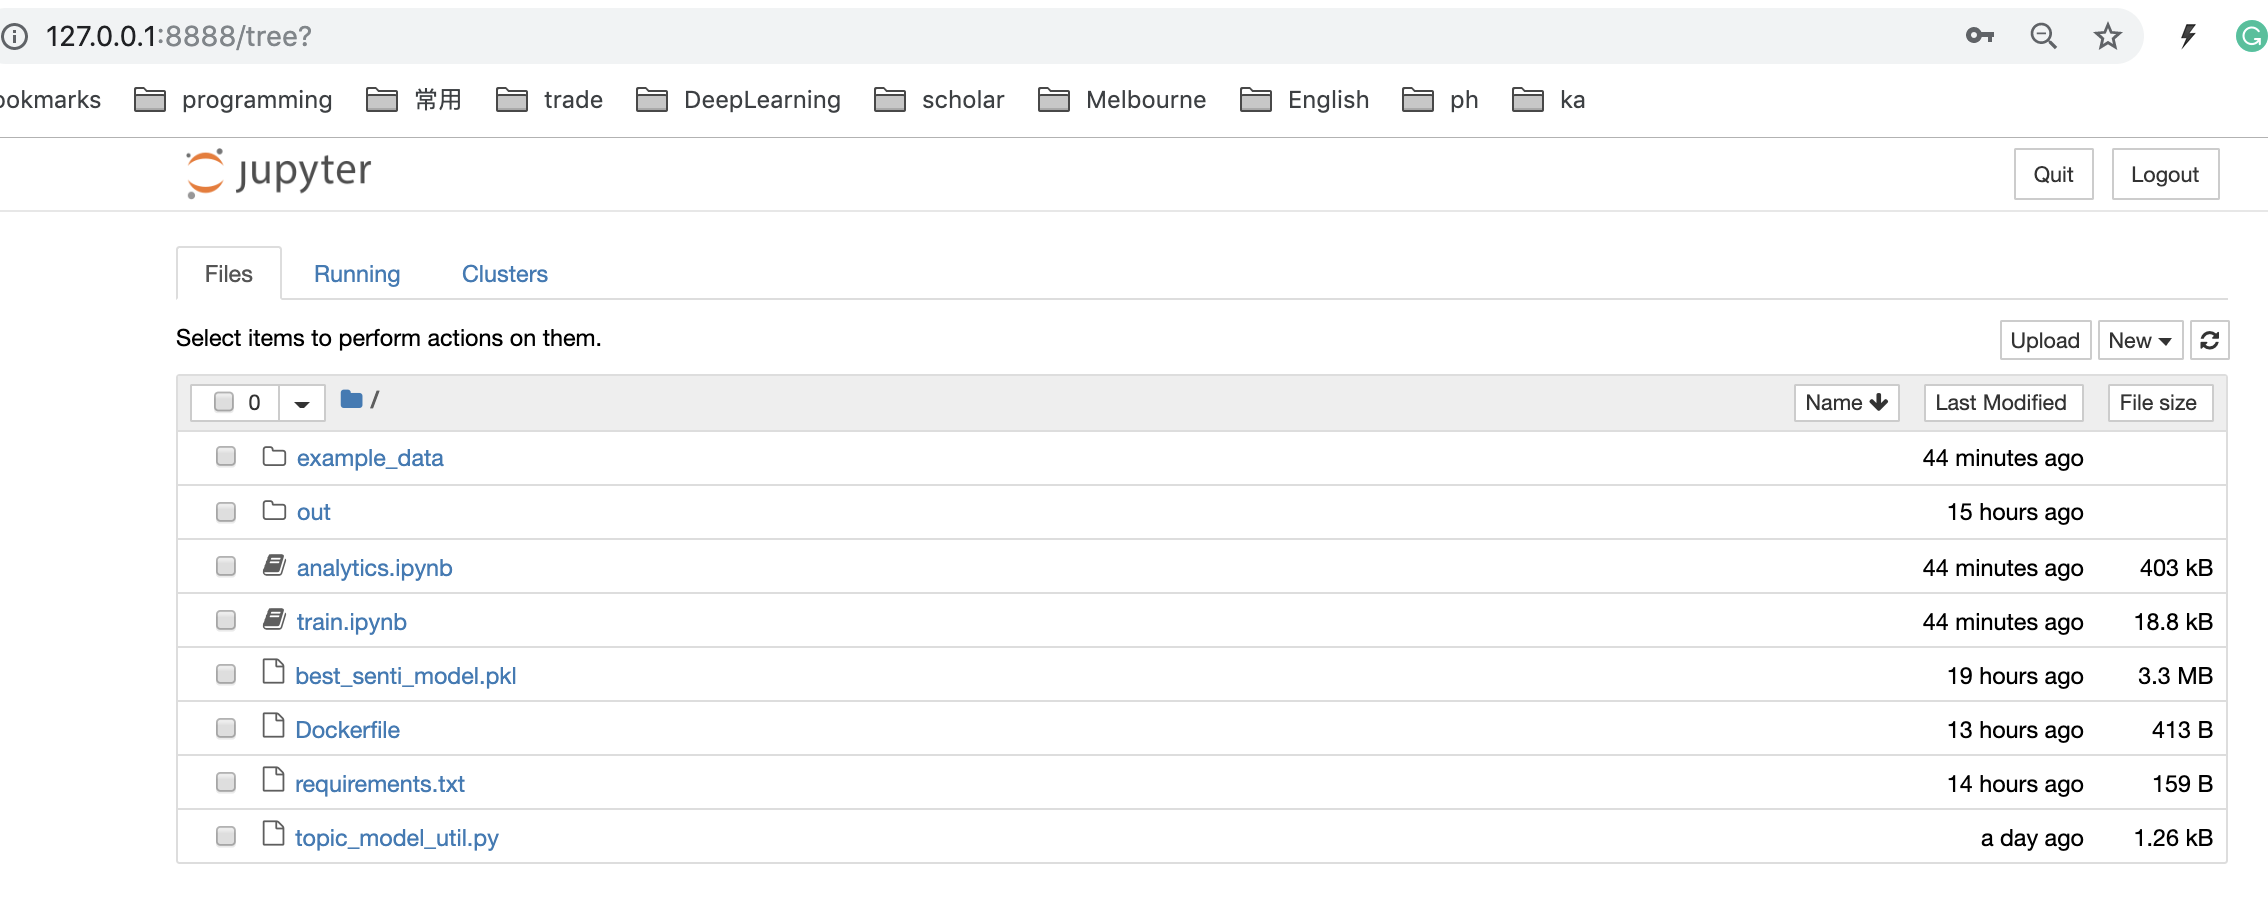 127.0.0.1:8888/tree?
ookmarks programming 常用 trade DeepLearning scholar Melbourne English ph ka
jupyter Quit Logout
Files Running Clusters
Select items to perform actions on them. Upload New
0 / Name Last Modified File size
example_data 44 minutes ago
out 15 hours ago
analytics.ipynb 44 minutes ago 403 kB
train.ipynb 44 minutes ago 18.8 kB
best_senti_model.pkl 19 hours ago 3.3 MB
Dockerfile 13 hours ago 413 B
requirements.txt 14 hours ago 159 B
topic_model_util.py a day ago 1.26 kB